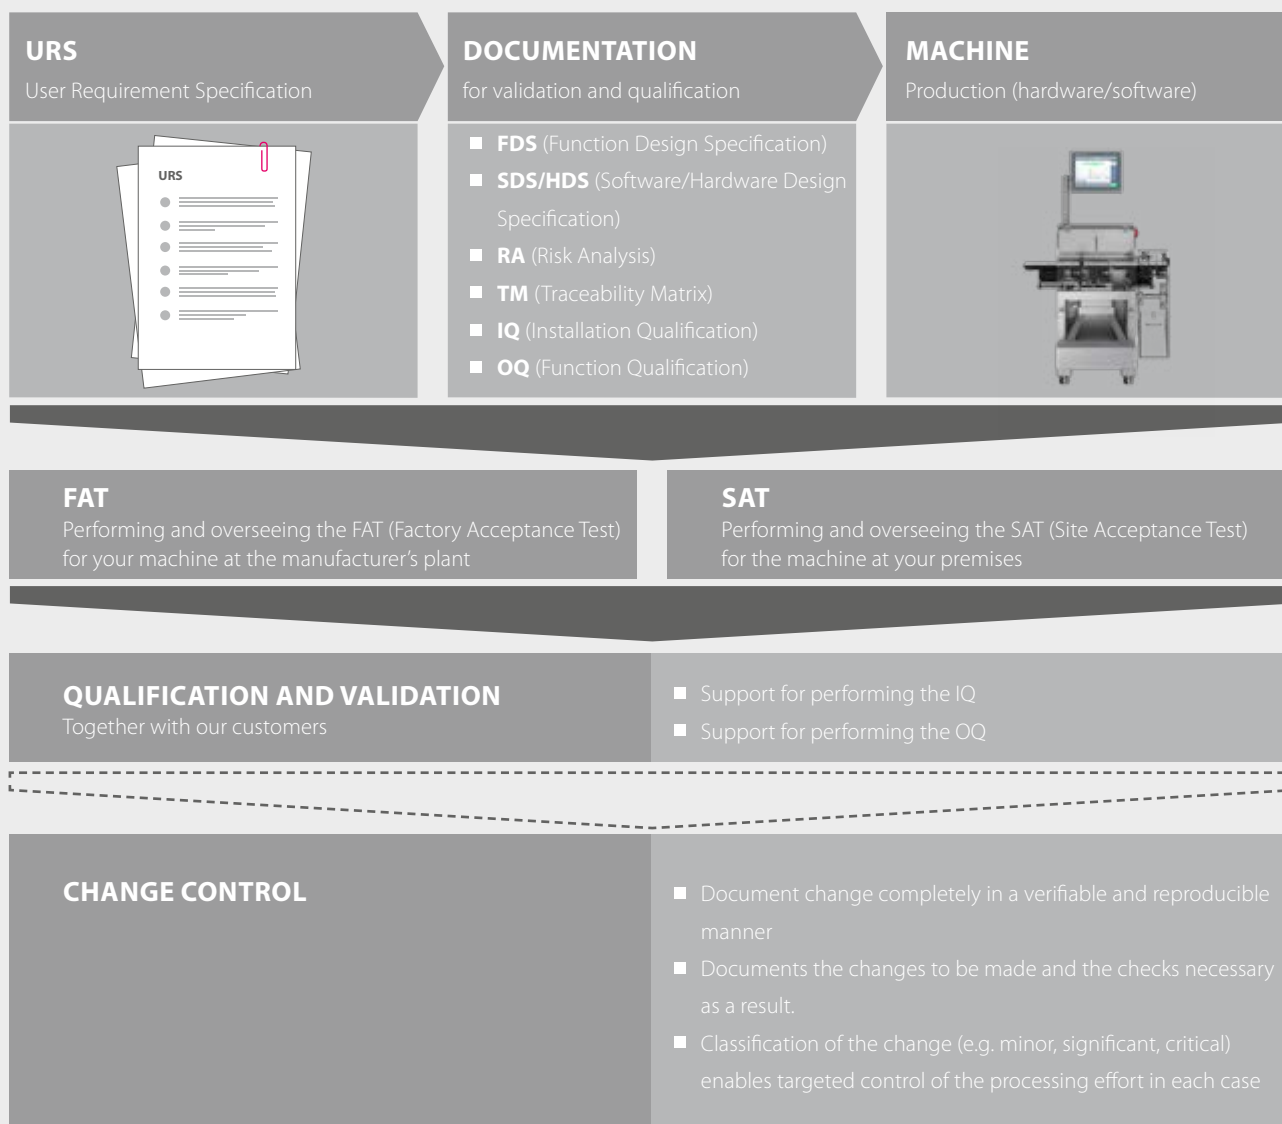 URS
User Requirement Specification
URS
DOCUMENTATION
for validation and qualification
FDS (Function Design Specification)
SDS/HDS (Software/Hardware Design
Specification)
RA (Risk Analysis)
TM (Traceability Matrix)
IQ (Installation Qualification)
OQ (Function Qualification)
MACHINE
Production (hardware/software)
FAT
Performing and overseeing the FAT (Factory Acceptance Test)
for your machine at the manufacturer’s plant
SAT
Performing and overseeing the SAT (Site Acceptance Test)
for the machine at your premises
QUALIFICATION AND VALIDATION
Together with our customers
Support for performing the IQ
Support for performing the OQ
CHANGE CONTROL
Document change completely in a verifiable and reproducible
manner
Documents the changes to be made and the checks necessary
as a result.
Classification of the change (e.g. minor, significant, critical)
enables targeted control of the processing effort in each case